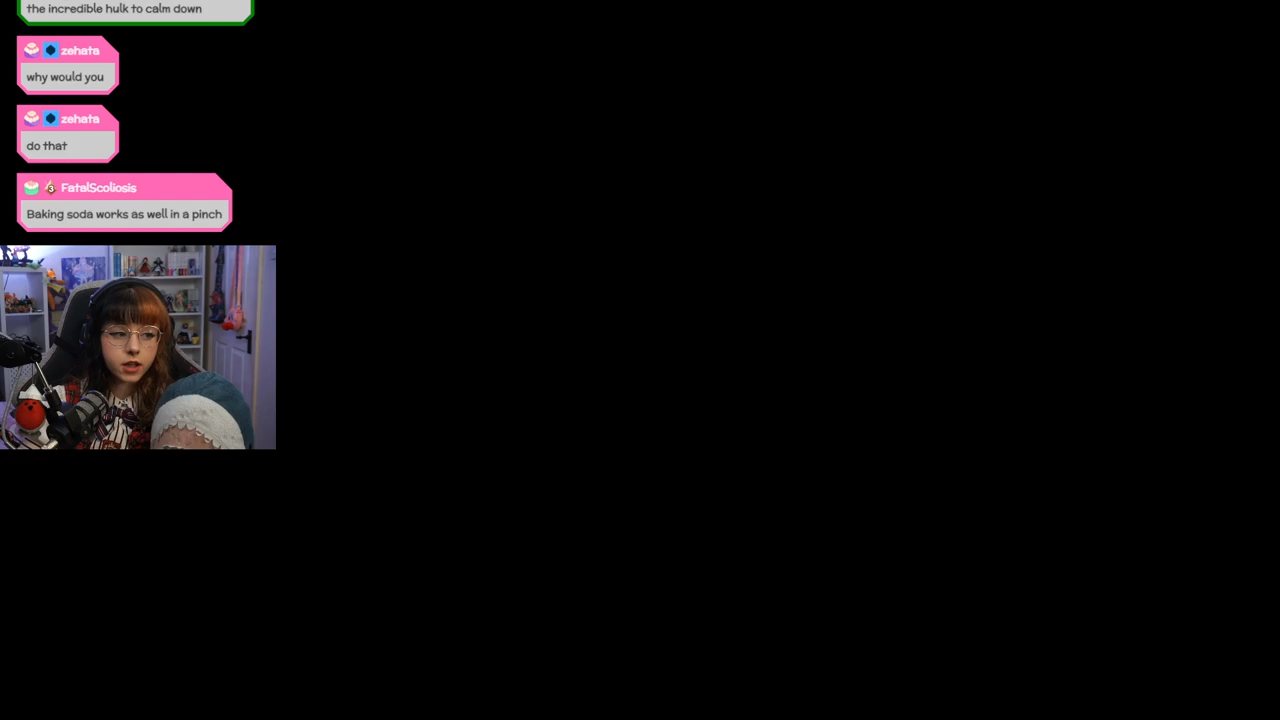 the incredible hulk to calm down
zehata
why would you
zehata
do that
3 FatalScoliosis
Baking soda works as well in a pinch